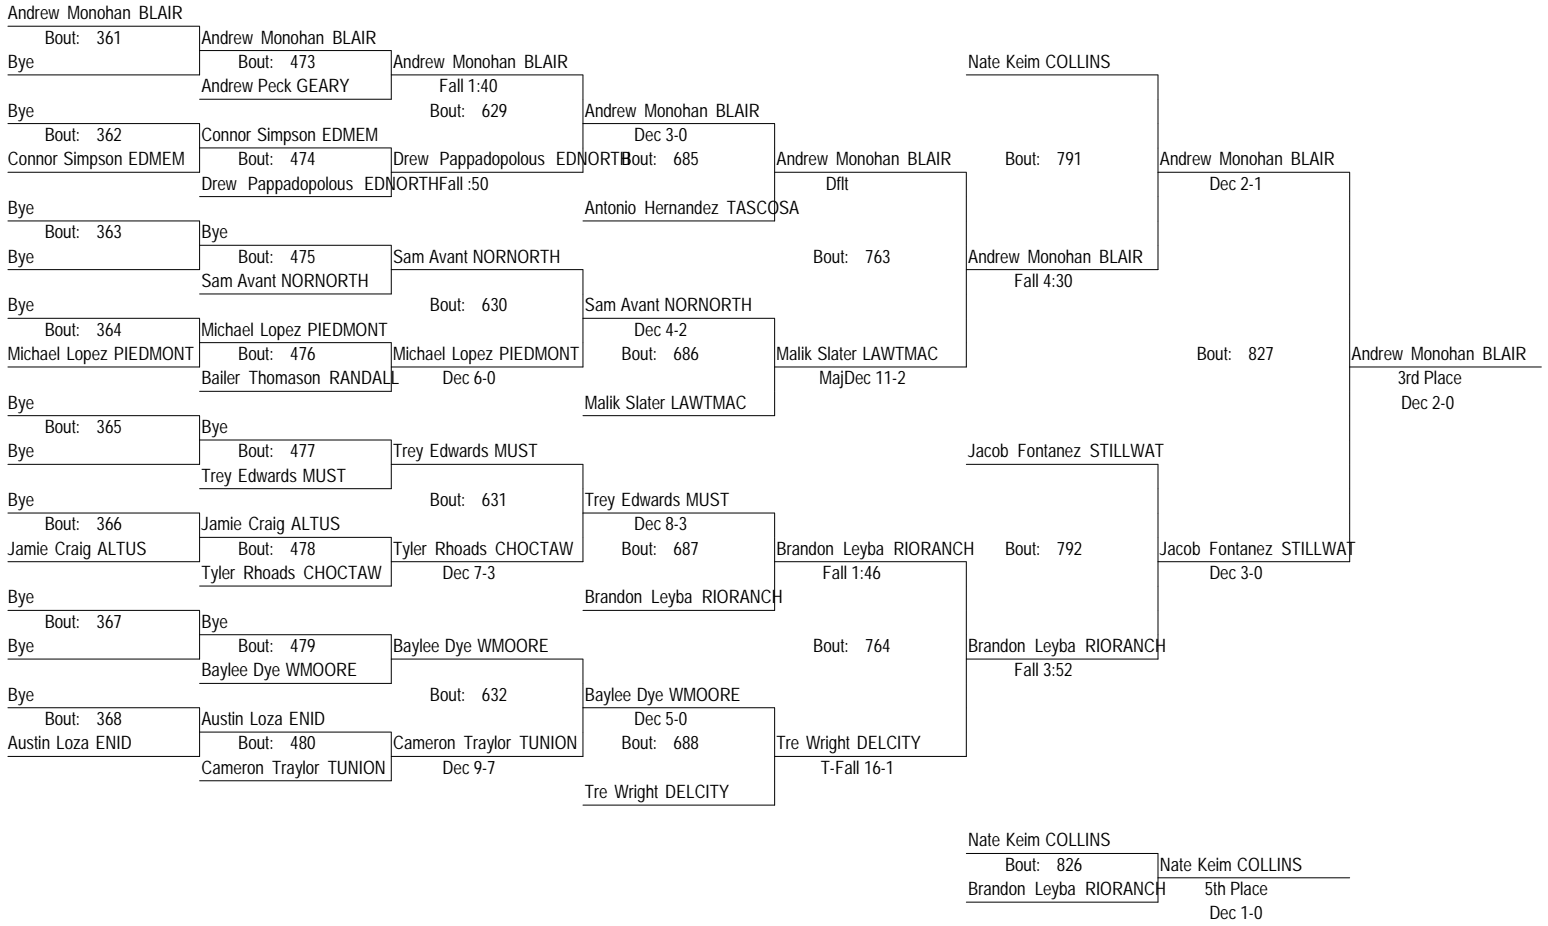 Andrew Monohan BLAIR
Bout: 361
Andrew Monohan BLAIR
Bye
Bout: 473
Andrew Monohan BLAIR
Nate Keim COLLINS
Andrew Peck GEARY
Fall 1:40
Bye
Bout: 629
Andrew Monohan BLAIR
Bout: 362
Connor Simpson EDMEM
Dec 3-0
Connor Simpson EDMEM
Bout: 474
Drew Pappadopolous EDNORTH
Bout: 685
Andrew Monohan BLAIR
Bout: 791
Andrew Monohan BLAIR
Drew Pappadopolous EDNORTH
Fall :50
Dflt
Dec 2-1
Bye
Antonio Hernandez TASCOSA
Bout: 363
Bye
Bye
Bout: 475
Sam Avant NORNORTH
Bout: 763
Andrew Monohan BLAIR
Sam Avant NORNORTH
Fall 4:30
Bye
Bout: 630
Sam Avant NORNORTH
Bout: 364
Michael Lopez PIEDMONT
Dec 4-2
Michael Lopez PIEDMONT
Bout: 476
Michael Lopez PIEDMONT
Bout: 686
Malik Slater LAWTMAC
Bout: 827
Andrew Monohan BLAIR
Bailer Thomason RANDALL
Dec 6-0
MajDec 11-2
3rd Place
Bye
Malik Slater LAWTMAC
Dec 2-0
Bout: 365
Bye
Bye
Bout: 477
Trey Edwards MUST
Jacob Fontanez STILLWAT
Trey Edwards MUST
Bye
Bout: 631
Trey Edwards MUST
Bout: 366
Jamie Craig ALTUS
Dec 8-3
Jamie Craig ALTUS
Bout: 478
Tyler Rhoads CHOCTAW
Bout: 687
Brandon Leyba RIORANCH
Bout: 792
Jacob Fontanez STILLWAT
Tyler Rhoads CHOCTAW
Dec 7-3
Fall 1:46
Dec 3-0
Bye
Brandon Leyba RIORANCH
Bout: 367
Bye
Bye
Bout: 479
Baylee Dye WMOORE
Bout: 764
Brandon Leyba RIORANCH
Baylee Dye WMOORE
Fall 3:52
Bye
Bout: 632
Baylee Dye WMOORE
Bout: 368
Austin Loza ENID
Dec 5-0
Austin Loza ENID
Bout: 480
Cameron Traylor TUNION
Bout: 688
Tre Wright DELCITY
Cameron Traylor TUNION
Dec 9-7
T-Fall 16-1
Tre Wright DELCITY
Nate Keim COLLINS
Bout: 826
Nate Keim COLLINS
Brandon Leyba RIORANCH
5th Place
Dec 1-0